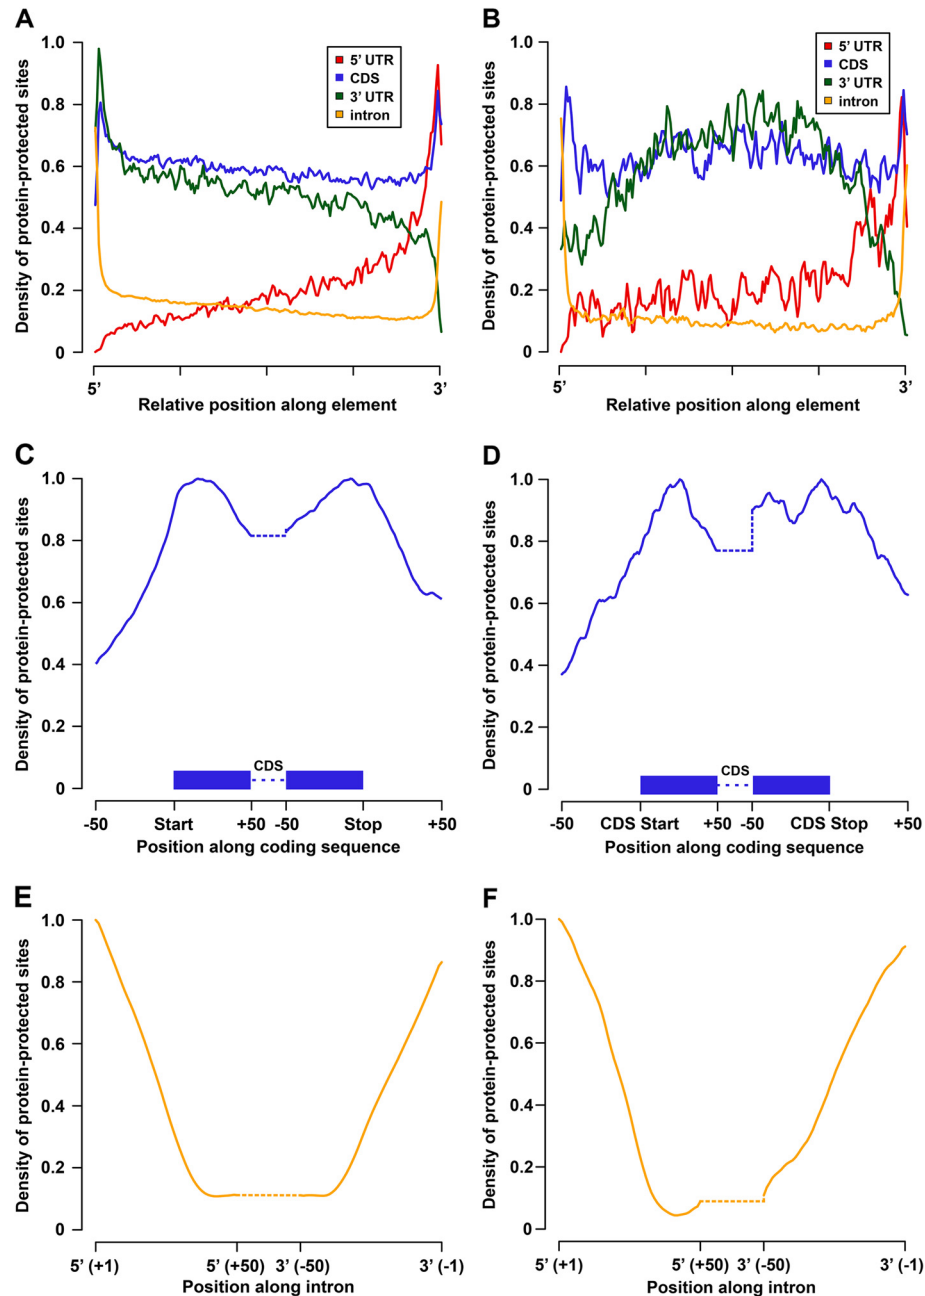 A
Density of protein-protected sites
1.0
0.8
0.6
0.4
0.2
0
5’ UTR
CDS
3’ UTR
intron
5’ 3’
Relative position along element
B
Density of protein-protected sites
1.0
0.8
0.6
0.4
0.2
0
5’ UTR
CDS
3’ UTR
intron
5’ 3’
Relative position along element
C
Density of protein-protected sites
1.0
0.8
0.6
0.4
0.2
0
CDS
-50 Start +50 -50 Stop +50
Position along coding sequence
D
Density of protein-protected sites
1.0
0.8
0.6
0.4
0.2
0
CDS
-50 CDS Start +50 -50 CDS Stop +50
Position along coding sequence
E
Density of protein-protected sites
1.0
0.8
0.6
0.4
0.2
0
5’ (+1) 5’ (+50) 3’ (-50) 3’ (-1)
Position along intron
F
Density of protein-protected sites
1.0
0.8
0.6
0.4
0.2
0
5’ (+1) 5’ (+50) 3’ (-50) 3’ (-1)
Position along intron